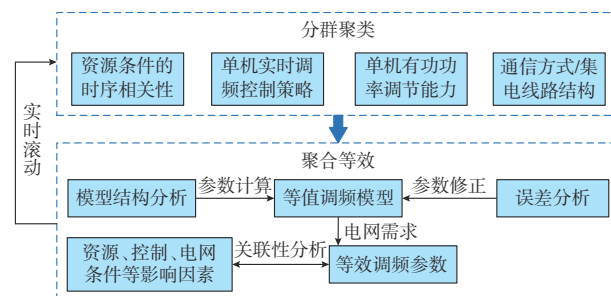 分群聚类
资源条件的
时序相关性
单机实时调
频控制策略
单机有功功
率调节能力
通信方式/集
电线路结构
实时
滚动
聚合等效
模型结构分析
参数计算
等值调频模型
参数修正
误差分析
电网需求
资源、控制、电网
条件等影响因素
关联性分析
等效调频参数